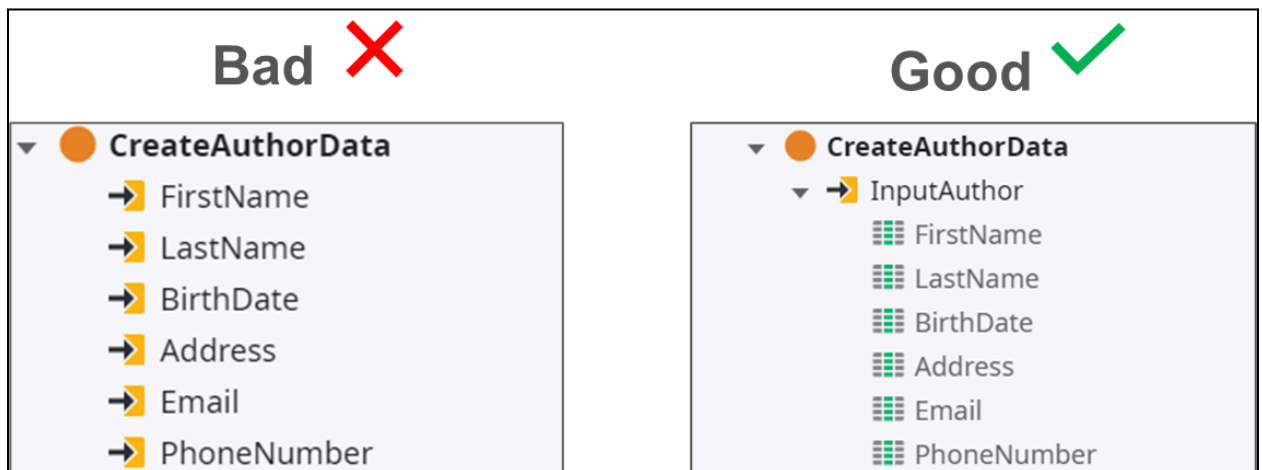 Bad
CreateAuthorData
FirstName
LastName
BirthDate
Address
Email
PhoneNumber
Good
CreateAuthorData
InputAuthor
FirstName
LastName
BirthDate
Address
Email
PhoneNumber